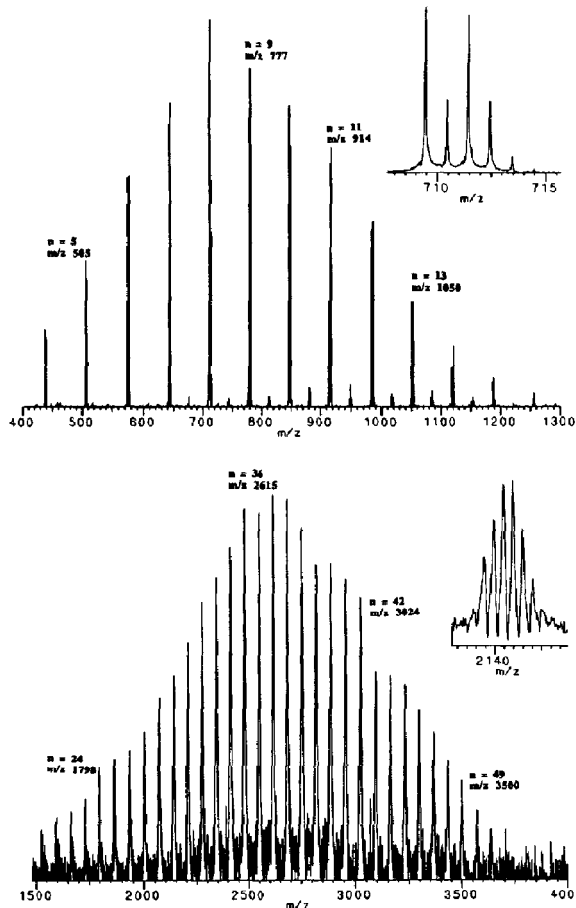 n = 9
m/z 777
n = 11
m/z 914
710
715
m/z
n = 5
m/z 505
n = 13
m/z 1050
400 500 600 700 800 900 1000 1100 1200 1300
m/z
n = 36
m/z 2615
n = 42
m/z 3024
2140
m/z
n = 24
m/z 1798
n = 49
m/z 3500
1500 2000 2500 3000 3500 400
m/z